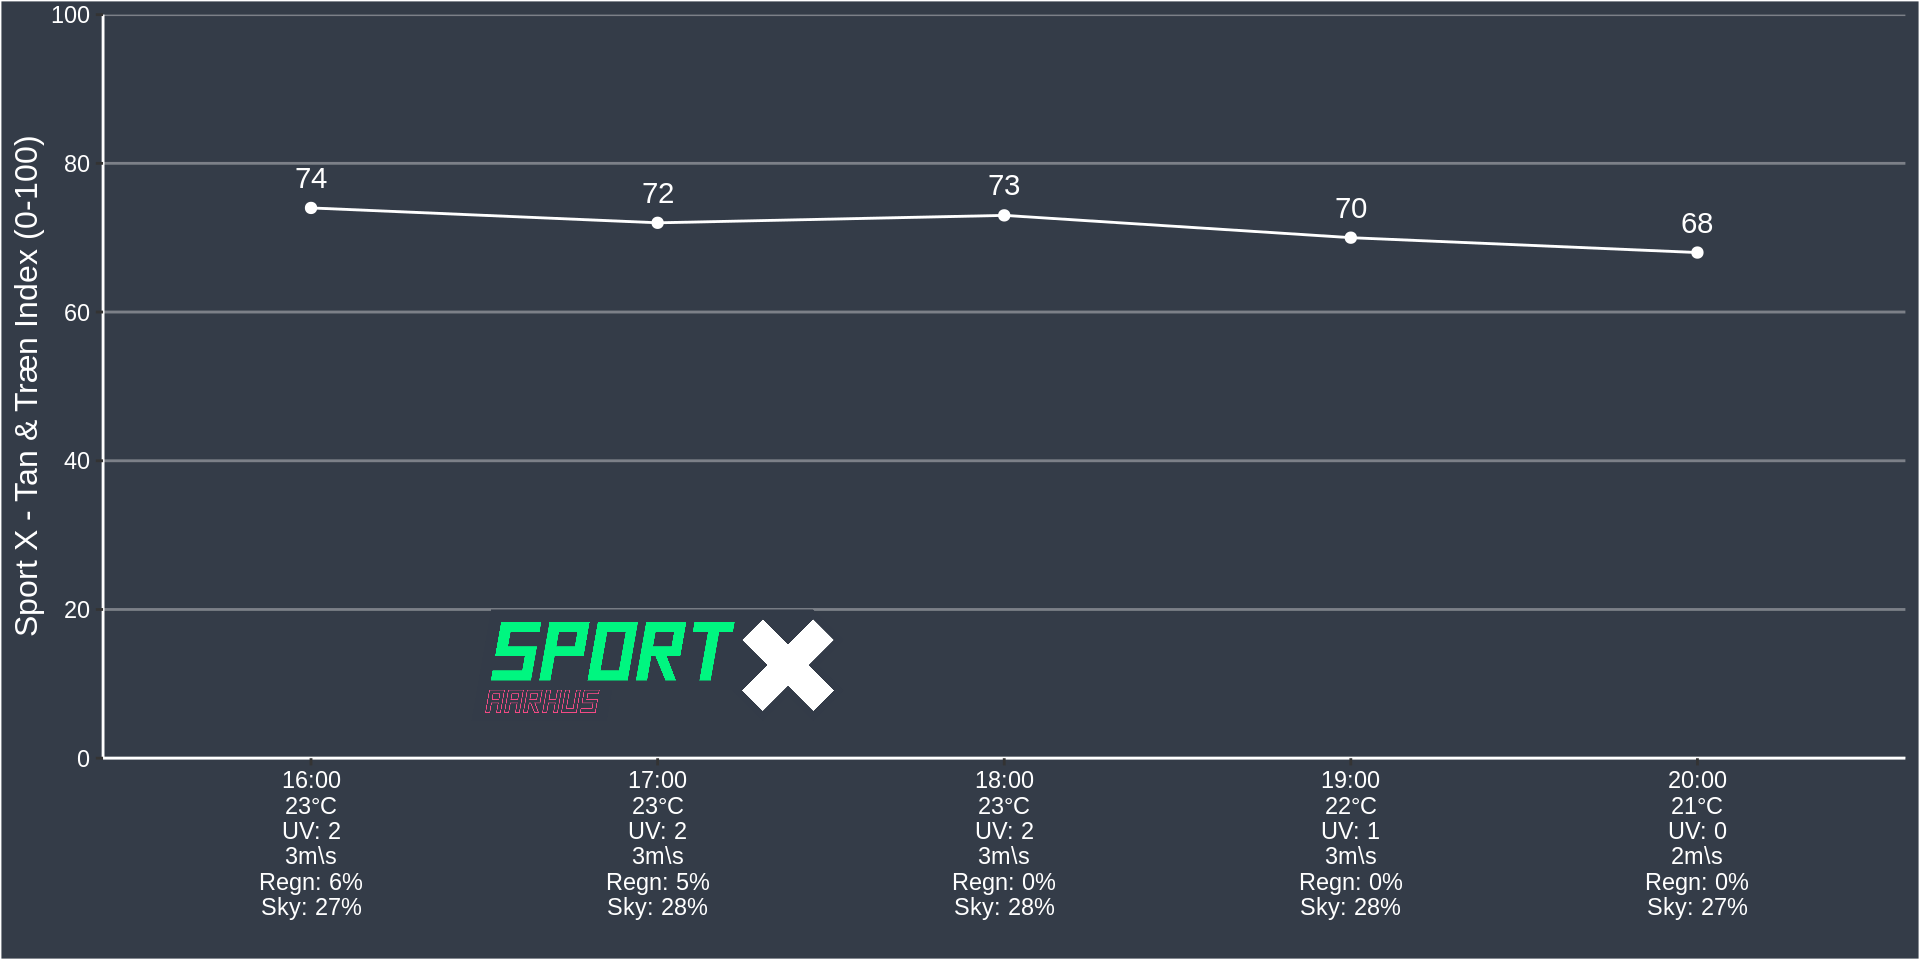 Sport X - Tan & Træn Index (0-100)
100
80
60
40
20
0
74
72
73
70
68
SPORT X
AARHUS
16:00
23°C
UV: 2
3m\s
Regn: 6%
Sky: 27%
17:00
23°C
UV: 2
3m\s
Regn: 5%
Sky: 28%
18:00
23°C
UV: 2
3m\s
Regn: 0%
Sky: 28%
19:00
22°C
UV: 1
3m\s
Regn: 0%
Sky: 28%
20:00
21°C
UV: 0
2m\s
Regn: 0%
Sky: 27%